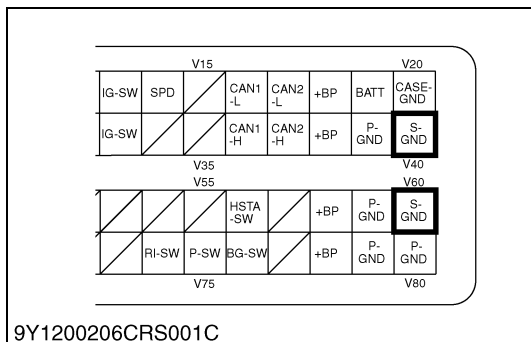 V15 V20
IG-SW SPD CAN1 -L CAN2 -L +BP BATT CASE- GND
IG-SW CAN1 -H CAN2 -H +BP P- GND S- GND
V35 V40
V55 V60
HSTA -SW +BP P- GND S- GND
RI-SW P-SW BG-SW +BP P- GND P- GND
V75 V80
9Y1200206CRS001C